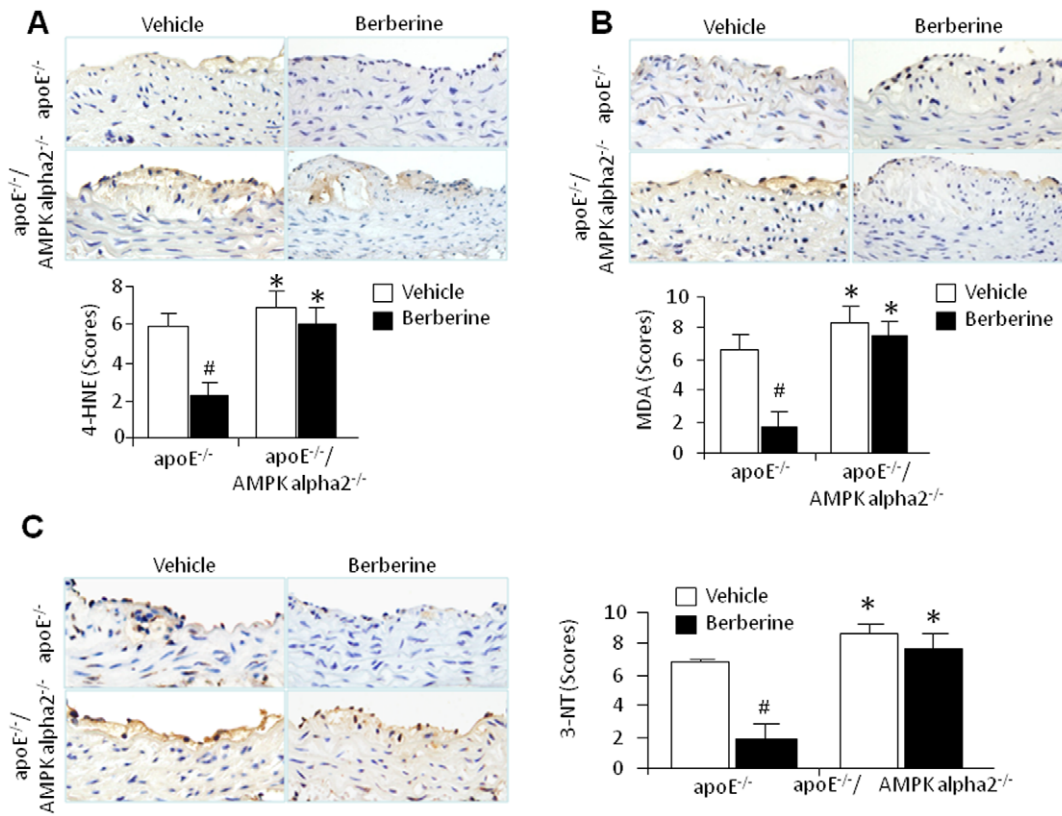 A
Vehicle
Berberine
apoE-/-
apoE-/-/
AMPK alpha2-/-
8
6
4
2
0
4-HNE (Scores)
*
*
#
Vehicle
Berberine
apoE-/-
apoE-/-/
AMPK alpha2-/-
B
Vehicle
Berberine
apoE-/-
apoE-/-/
AMPK alpha2-/-
10
8
6
4
2
0
MDA (Scores)
*
*
#
Vehicle
Berberine
apoE-/-
apoE-/-/
AMPK alpha2-/-
C
Vehicle
Berberine
apoE-/-
apoE-/-/
AMPK alpha2-/-
Vehicle
Berberine
10
8
6
4
2
0
3-NT (Scores)
*
*
#
apoE-/-
apoE-/-/ AMPK alpha2-/-